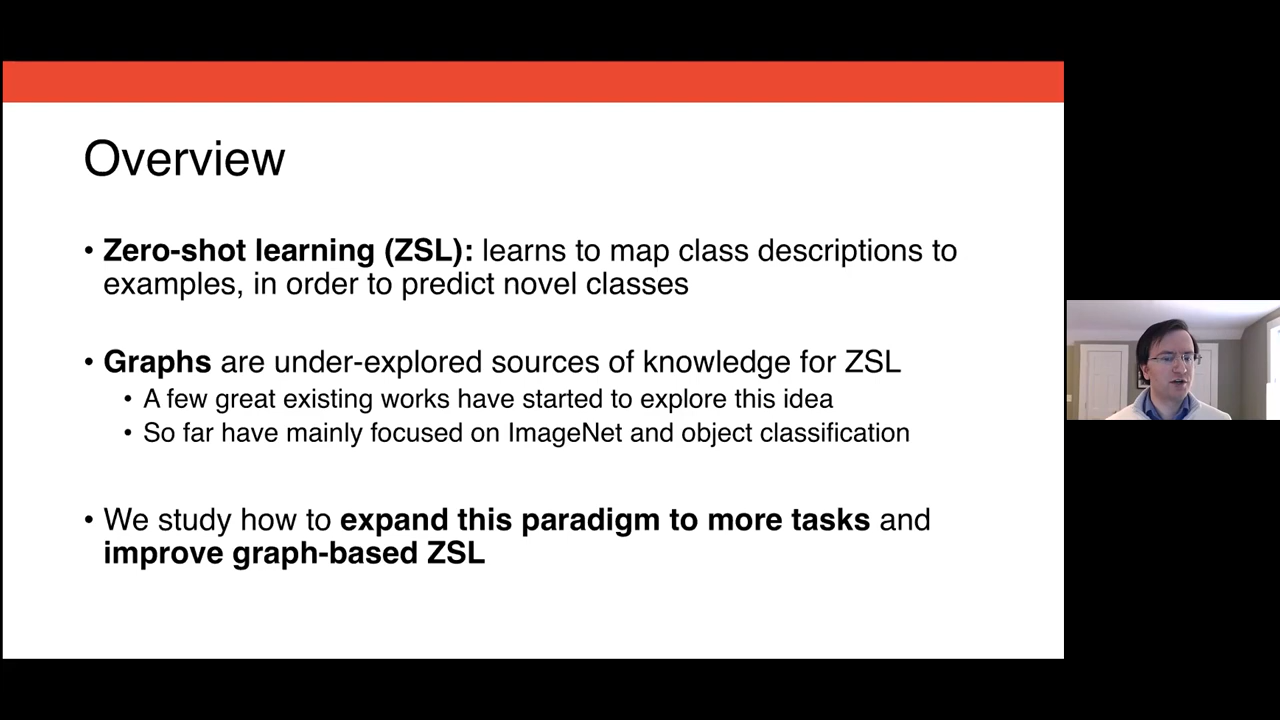 Overview
• Zero-shot learning (ZSL): learns to map class descriptions to
examples, in order to predict novel classes
• Graphs are under-explored sources of knowledge for ZSL
• A few great existing works have started to explore this idea
• So far have mainly focused on ImageNet and object classification
• We study how to expand this paradigm to more tasks and
improve graph-based ZSL